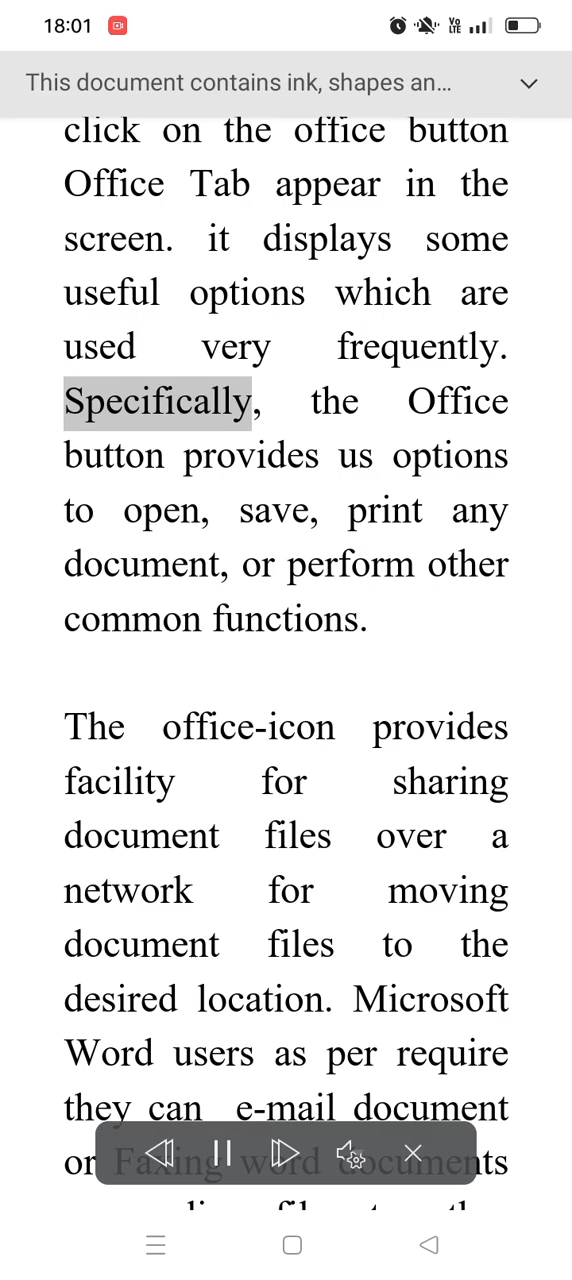 18:01
VO
LTE
This document contains ink, shapes an...
click on the office button
Office Tab appear in the
screen. it displays some
useful options which are
used very frequently.
Specifically, the Office
button provides us options
to open, save, print any
document, or perform other
common functions.
The office-icon provides
facility for sharing
document files over a
network for moving
document files to the
desired location. Microsoft
Word users as per require
they can e-mail document
or Faxing word documents